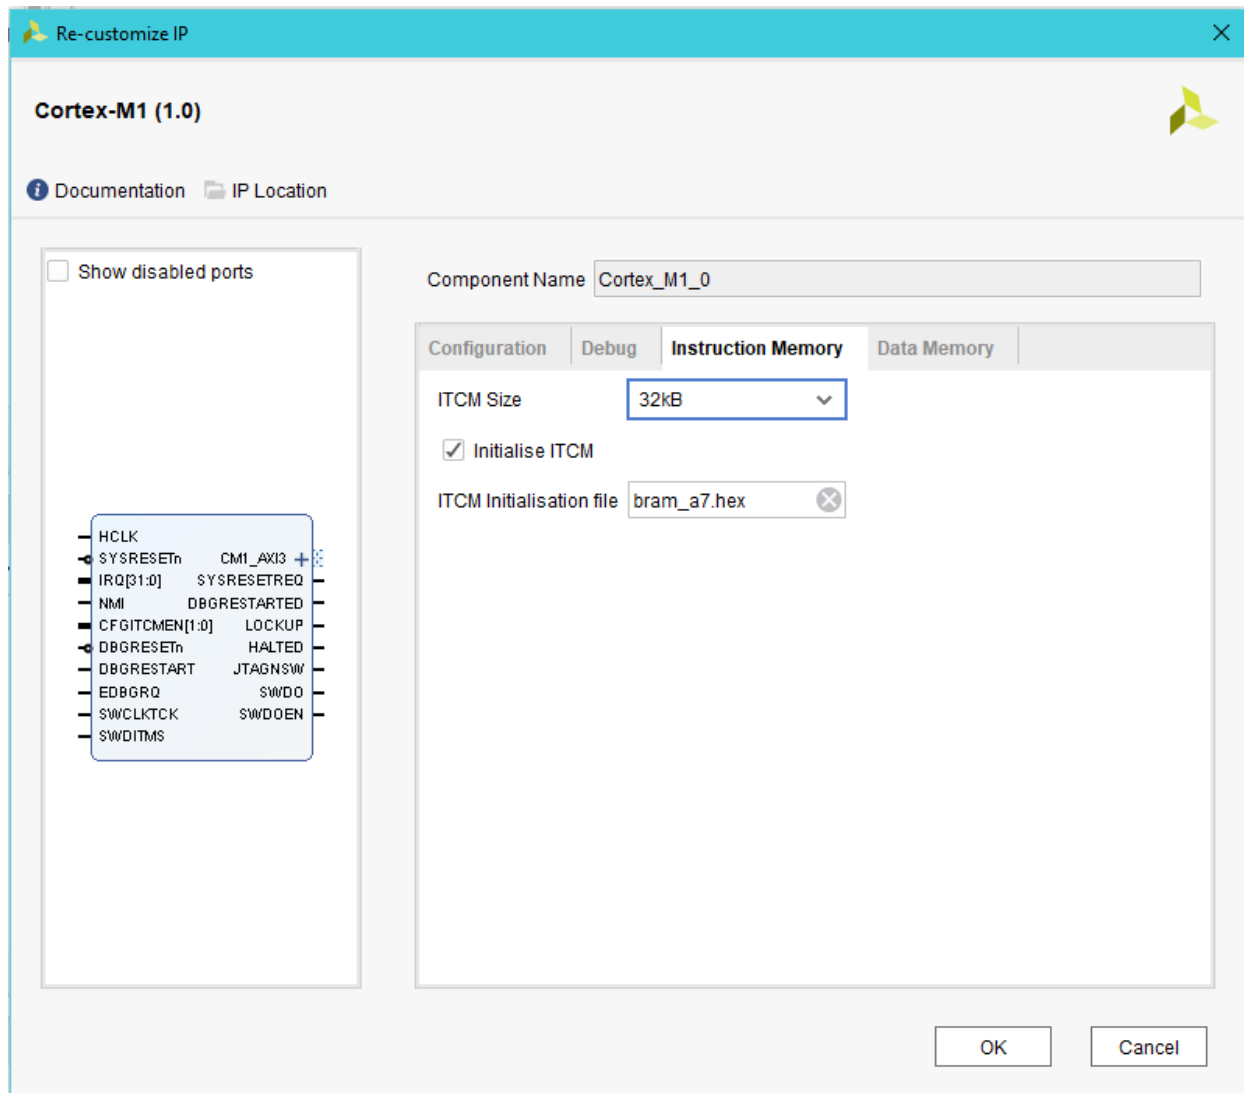 Re-customize IP
Cortex-M1 (1.0)
Documentation IP Location
Show disabled ports
HCLK
SYSRESETn CM1_AXI3
IRQ[31:0] SYSRESETREQ
NMI DBGRESTARTED
CFGITCMEN[1:0] LOCKUP
DBGRESETn HALTED
DBGRESTART JTAGNSW
EDBGRQ SWDO
SWCLKTCK SWDOEN
SWDITMS
Component Name Cortex_M1_0
Configuration Debug Instruction Memory Data Memory
ITCM Size 32kB
Initialise ITCM
ITCM Initialisation file bram_a7.hex
OK Cancel